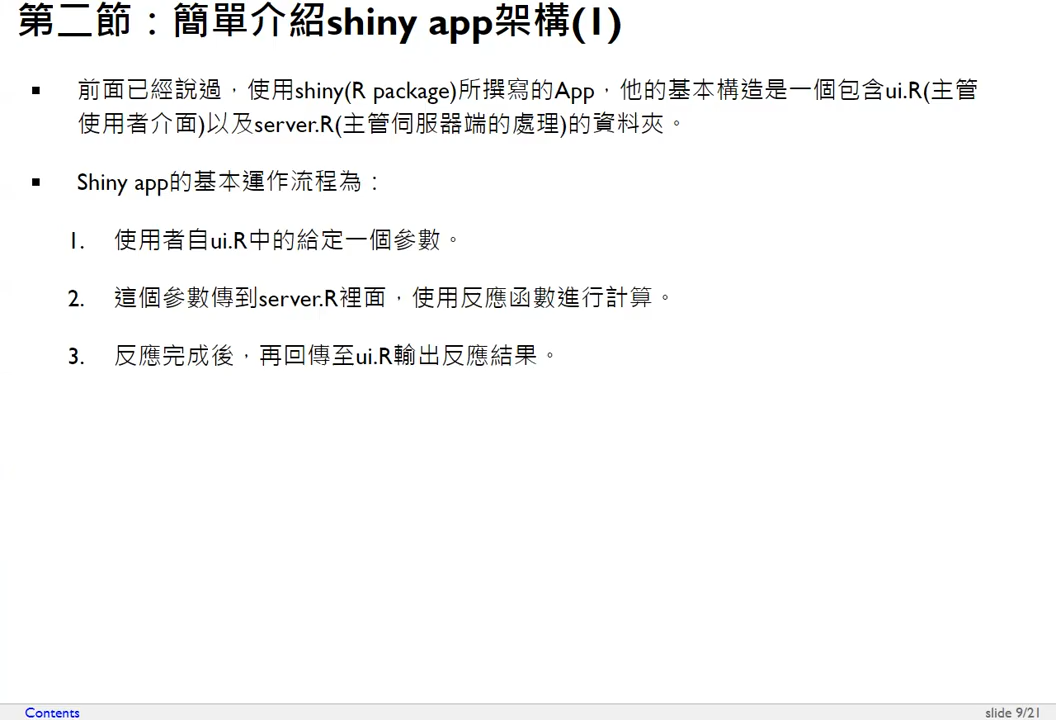 第二節：簡單介紹shiny app架構(1)
▪ 前面已經說過，使用shiny(R package)所撰寫的App，他的基本構造是一個包含ui.R(主管
使用者介面)以及server.R(主管伺服器端的處理)的資料夾。
▪ Shiny app的基本運作流程為：
1. 使用者自ui.R中的給定一個參數。
2. 這個參數傳到server.R裡面，使用反應函數進行計算。
3. 反應完成後，再回傳至ui.R輸出反應結果。
Contents
slide 9/21